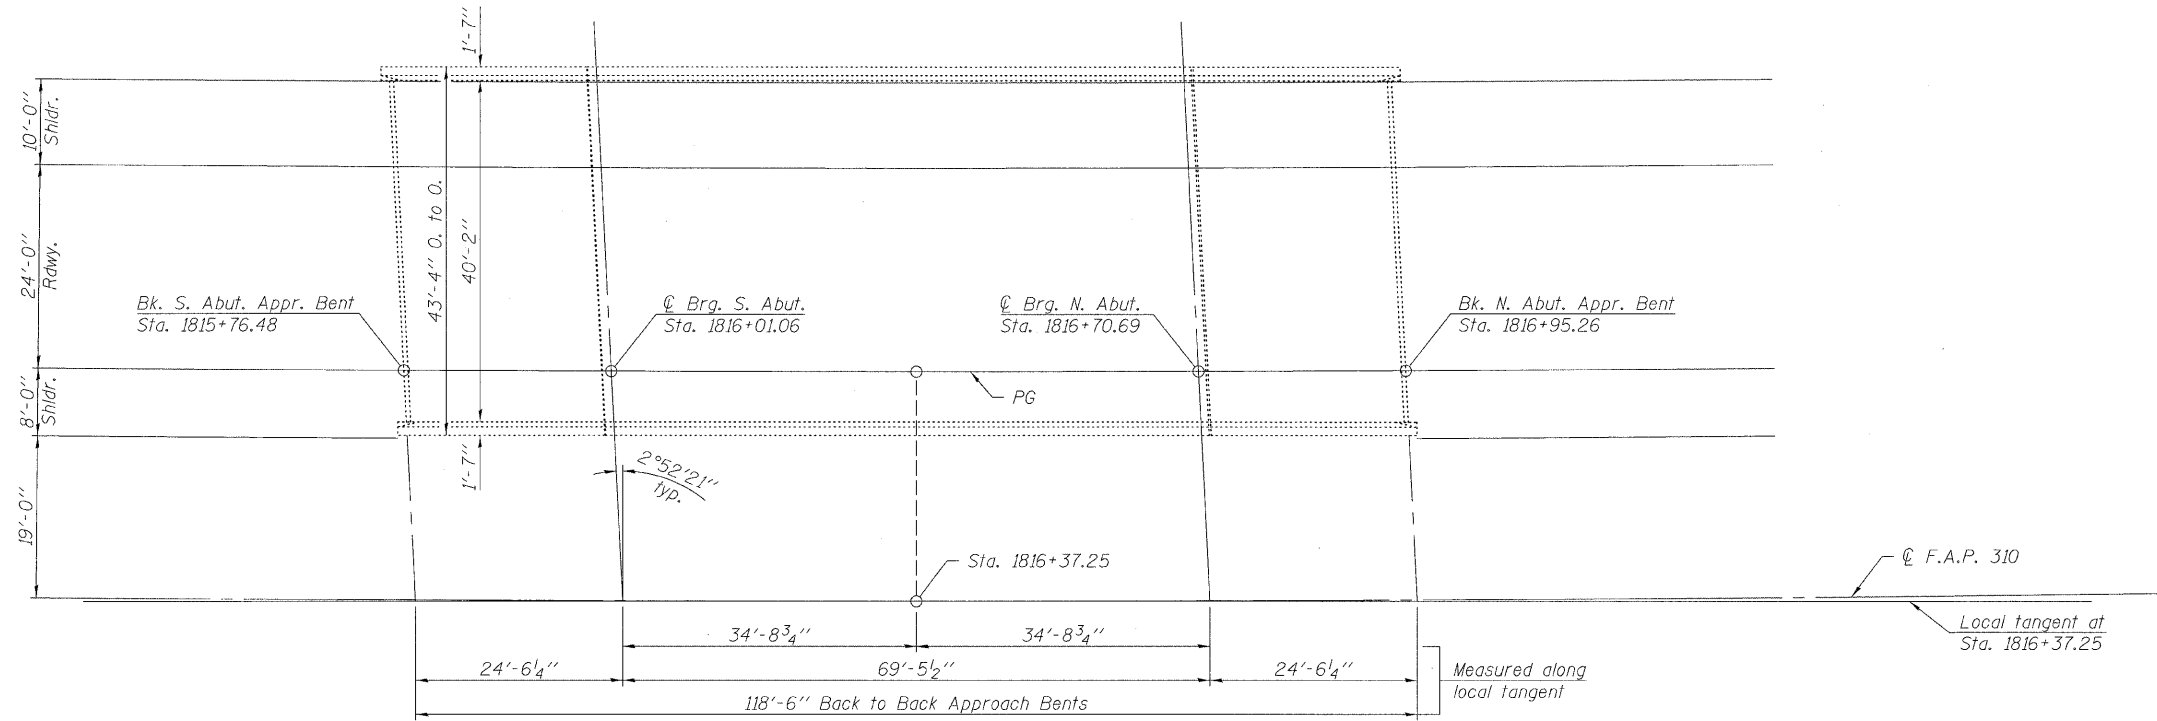 1'-7"
10'-0"
Shldr.
24'-0"
Rdwy.
8'-0"
Shldr.
19'-0"
43'-4" O. to O.
40'-2"
1'-7"
Bk. S. Abut. Appr. Bent
Sta. 1815+76.48
℄ Brg. S. Abut.
Sta. 1816+01.06
℄ Brg. N. Abut.
Sta. 1816+70.69
Bk. N. Abut. Appr. Bent
Sta. 1816+95.26
PG
2°52'21"
typ.
Sta. 1816+37.25
℄ F.A.P. 310
Local tangent at
Sta. 1816+37.25
34'-8¾"
34'-8¾"
24'-6¼"
69'-5½"
24'-6¼"
Measured along
local tangent
118'-6" Back to Back Approach Bents